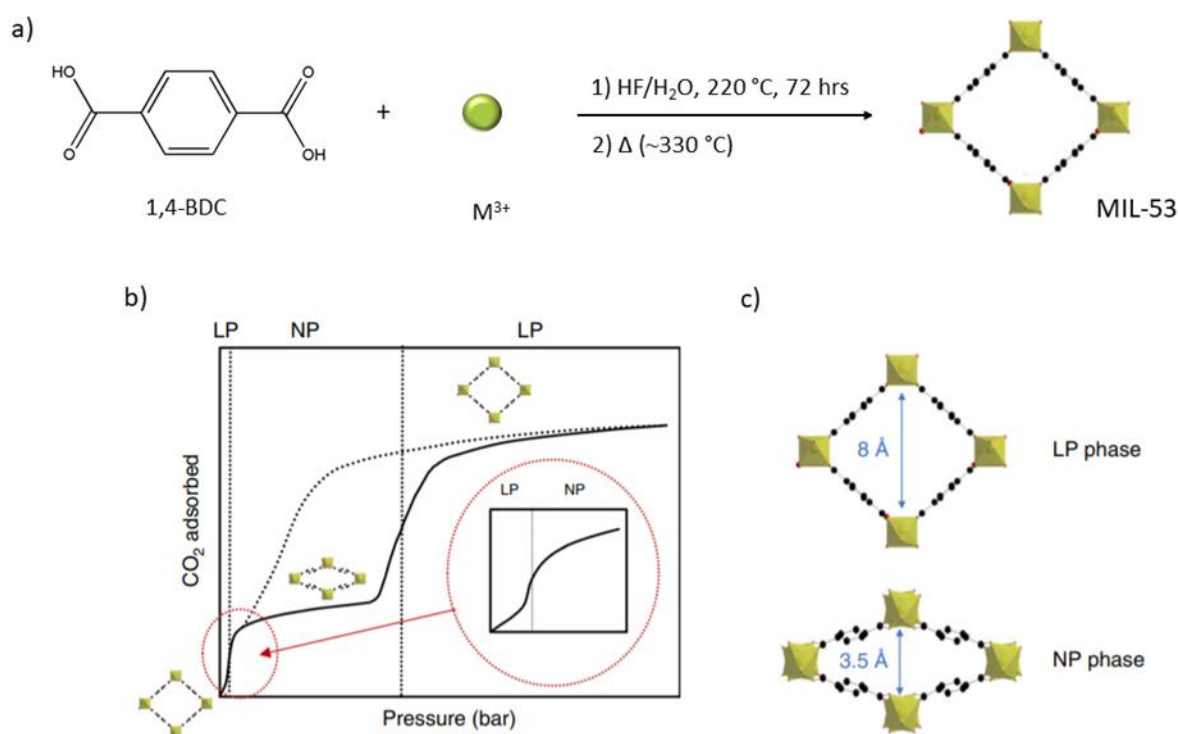 a)
HO
O
O
OH
1,4-BDC
+
M³⁺
1) HF/H₂O, 220 °C, 72 hrs
2) Δ (~330 °C)
MIL-53
b)
LP NP LP
CO₂ adsorbed
LP NP
Pressure (bar)
c)
8 Å
LP phase
3.5 Å
NP phase